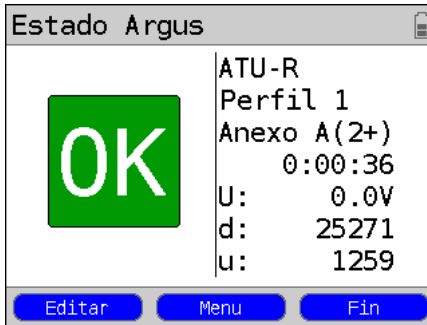 Estado Argus
OK
ATU-R
Perfil 1
Anexo A(2+)
0:00:36
U: 0.0V
d: 25271
u: 1259
Editar Menu Fin